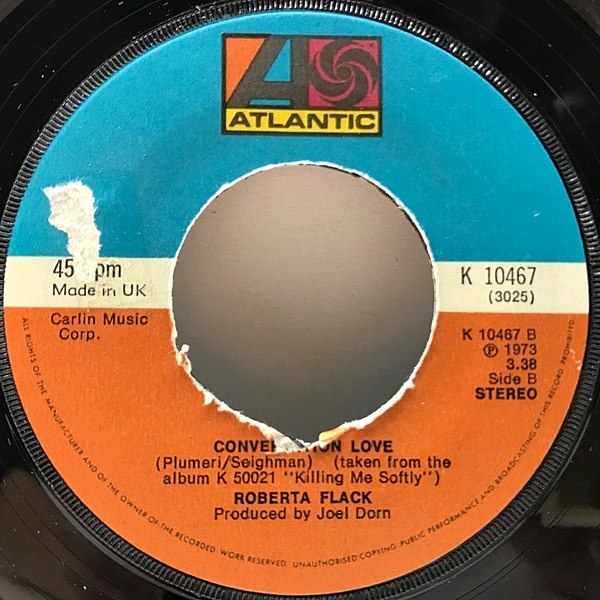 ATLANTIC
45 pm
Made in UK
K 10467
(3025)
Carlin Music
Corp.
K 10467 B
℗ 1973
3.38
Side B
STEREO
LOVE
(Plumeri/Seighman) (taken from the
album K 50021 "Killing Me Softly")
ROBERTA FLACK
Produced by Joel Dorn
ALL RIGHTS OF THE MANUFACTURER AND OF THE OWNER OF THE RECORDED WORK RESERVED. UNAUTHORISED COPYING PUBLIC PERFORMANCE AND BROADCASTING OF THIS RECORD PROHIBITED.